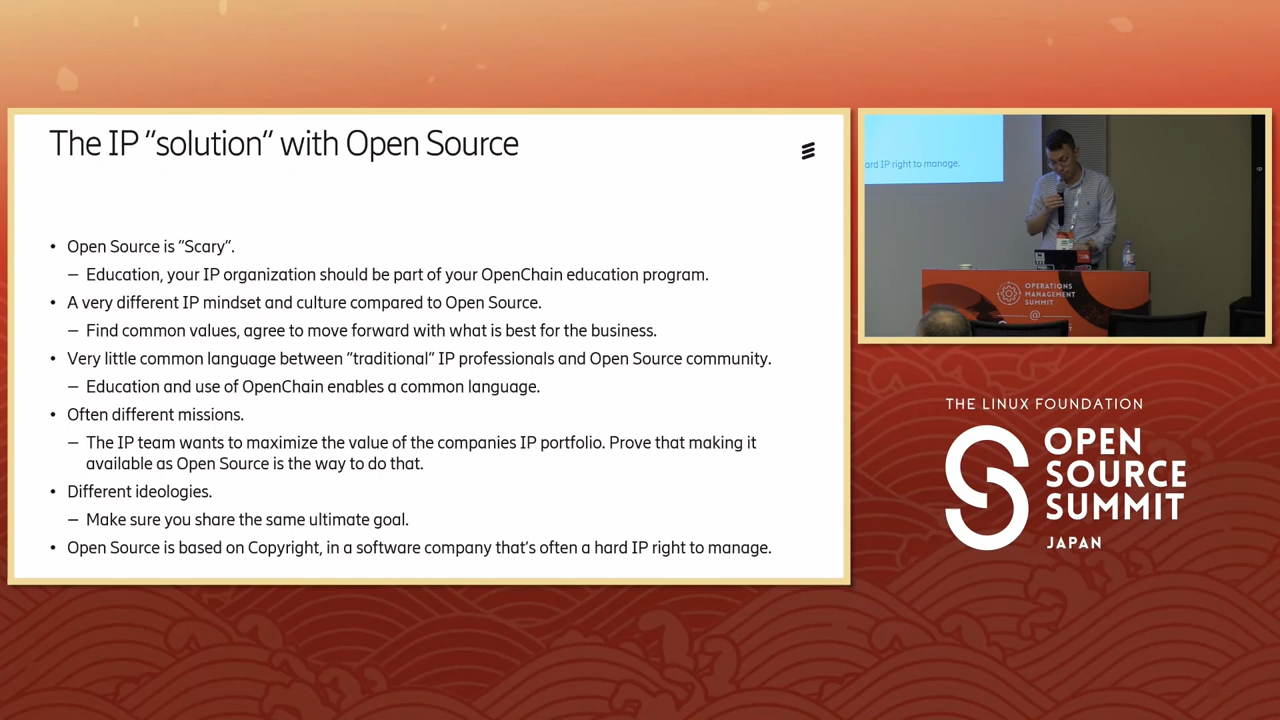 The IP “solution” with Open Source
• Open Source is “Scary”.
– Education, your IP organization should be part of your OpenChain education program.
• A very different IP mindset and culture compared to Open Source.
– Find common values, agree to move forward with what is best for the business.
• Very little common language between “traditional” IP professionals and Open Source community.
– Education and use of OpenChain enables a common language.
• Often different missions.
– The IP team wants to maximize the value of the companies IP portfolio. Prove that making it
available as Open Source is the way to do that.
• Different ideologies.
– Make sure you share the same ultimate goal.
• Open Source is based on Copyright, in a software company that’s often a hard IP right to manage.
ard IP right to manage.
OPERATIONS
MANAGEMENT
SUMMIT
@
THE LINUX FOUNDATION
OPEN
SOURCE
SUMMIT
JAPAN